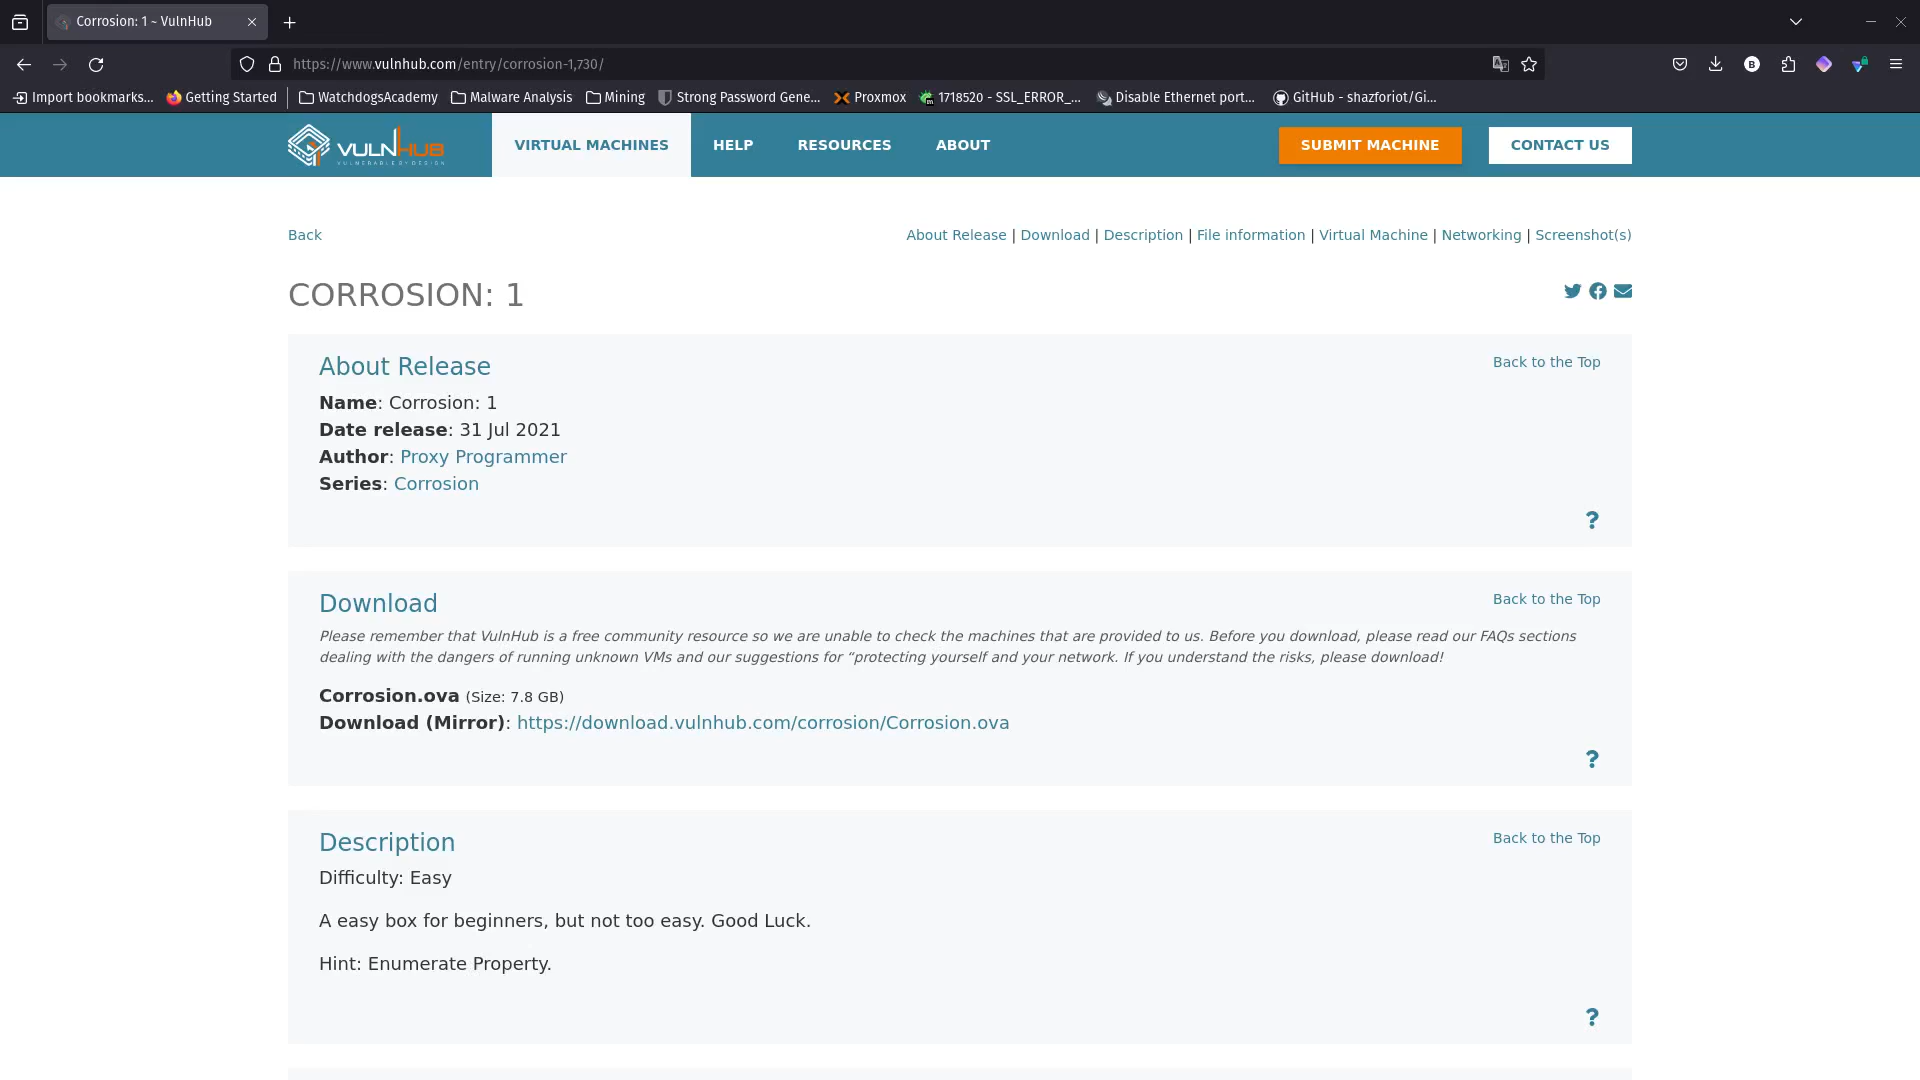 Corrosion: 1 ~ VulnHub
https://www.vulnhub.com/entry/corrosion-1,730/
Import bookmarks... Getting Started WatchdogsAcademy Malware Analysis Mining Strong Password Gene... Proxmox 1718520 - SSL_ERROR_... Disable Ethernet port... GitHub - shazforiot/Gi...
VULNHUB VIRTUAL MACHINES HELP RESOURCES ABOUT SUBMIT MACHINE CONTACT US
VULNERABLE BY DESIGN
Back About Release | Download | Description | File information | Virtual Machine | Networking | Screenshot(s)
CORROSION: 1
About Release Back to the Top
Name: Corrosion: 1
Date release: 31 Jul 2021
Author: Proxy Programmer
Series: Corrosion
?
Download Back to the Top
Please remember that VulnHub is a free community resource so we are unable to check the machines that are provided to us. Before you download, please read our FAQs sections
dealing with the dangers of running unknown VMs and our suggestions for “protecting yourself and your network. If you understand the risks, please download!
Corrosion.ova (Size: 7.8 GB)
Download (Mirror): https://download.vulnhub.com/corrosion/Corrosion.ova
?
Description Back to the Top
Difficulty: Easy
A easy box for beginners, but not too easy. Good Luck.
Hint: Enumerate Property.
?